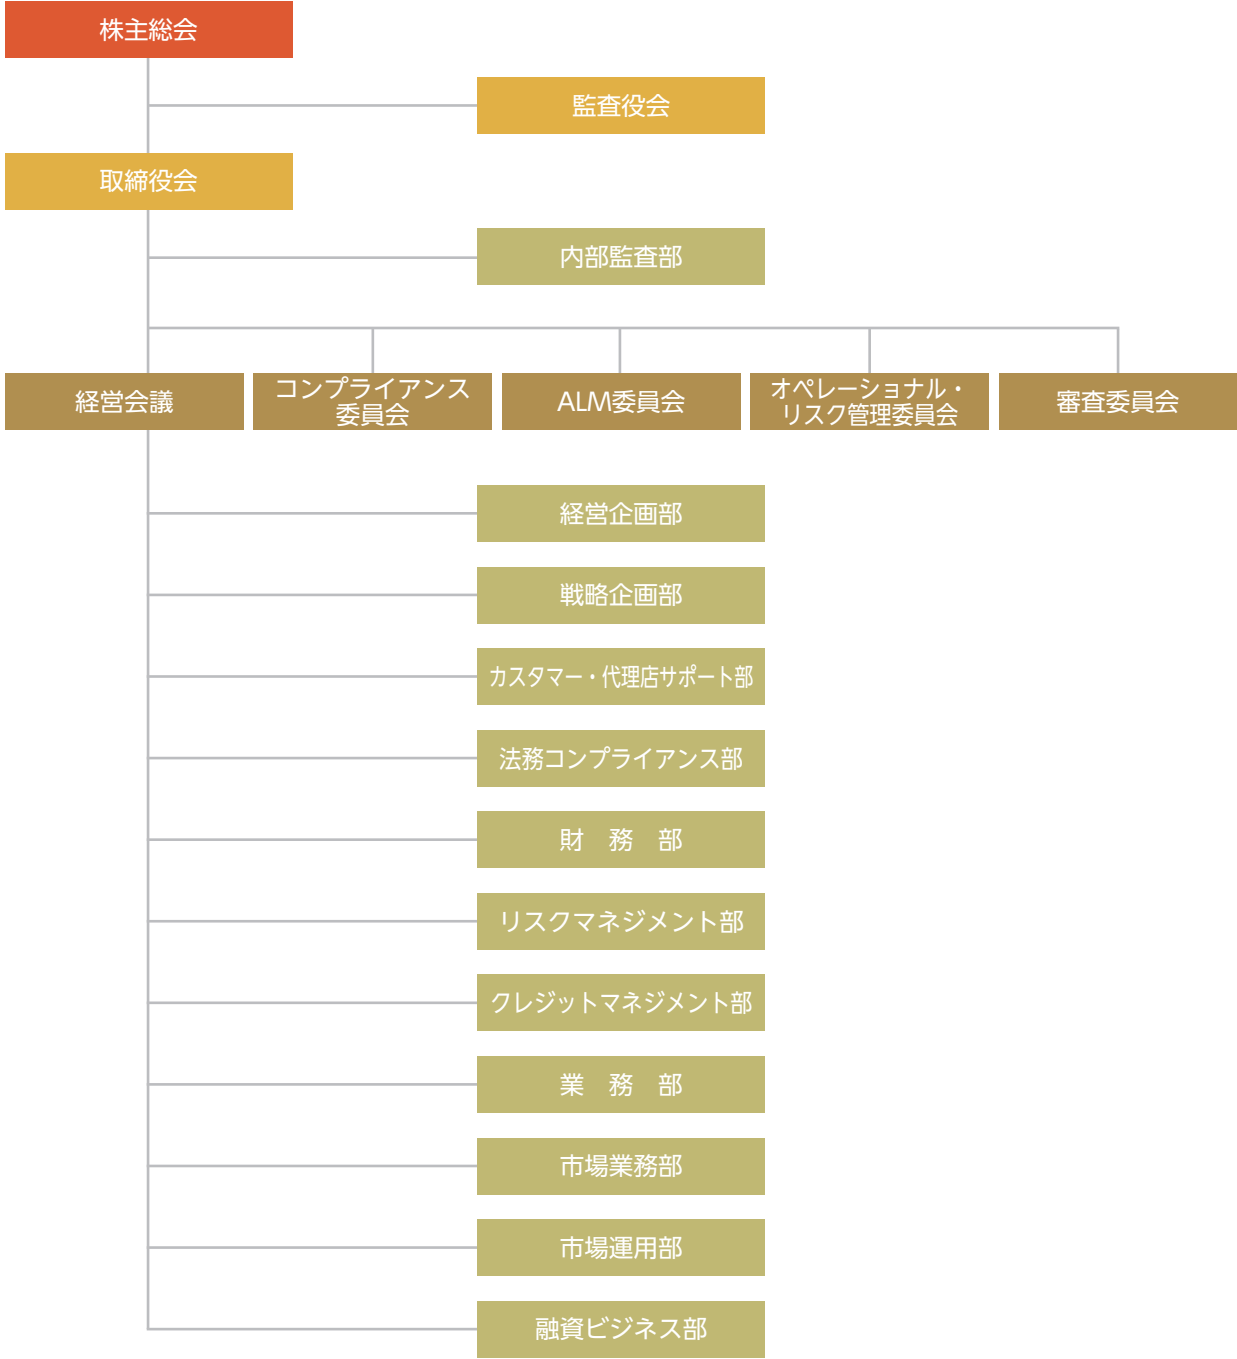 株主総会
監査役会
取締役会
内部監査部
経営会議
コンプライアンス
委員会
ALM委員会
オペレーショナル・
リスク管理委員会
審査委員会
経営企画部
戦略企画部
カスタマー・代理店サポート部
法務コンプライアンス部
財　務　部
リスクマネジメント部
クレジットマネジメント部
業　務　部
市場業務部
市場運用部
融資ビジネス部